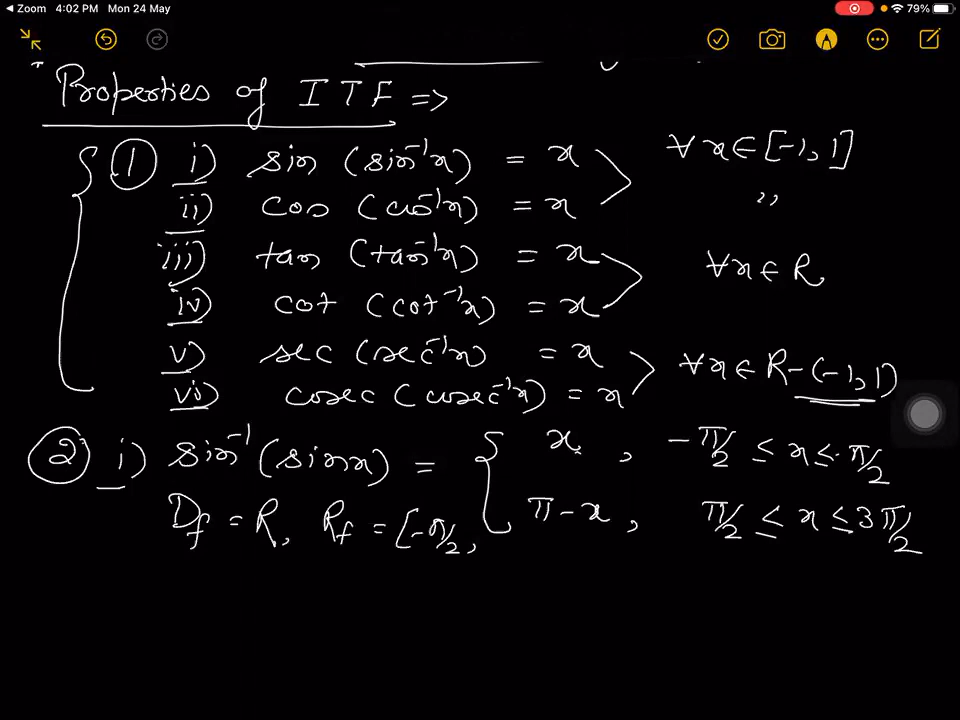 Zoom 4:02 PM Mon 24 May 79%
Properties of ITF =>
① i) sin (sin⁻¹x) = x ∀ x ∈ [-1, 1]
ii) cos (cos⁻¹x) = x ,,
iii) tan (tan⁻¹x) = x ∀ x ∈ R
iv) cot (cot⁻¹x) = x
v) sec (sec⁻¹x) = x ∀ x ∈ R - (-1, 1)
vi) cosec (cosec⁻¹x) = x
② i) sin⁻¹ (sin x) = { x , -π/2 ≤ x ≤ π/2
π - x , π/2 ≤ x ≤ 3π/2
Df = R, Rf = [-π/2,